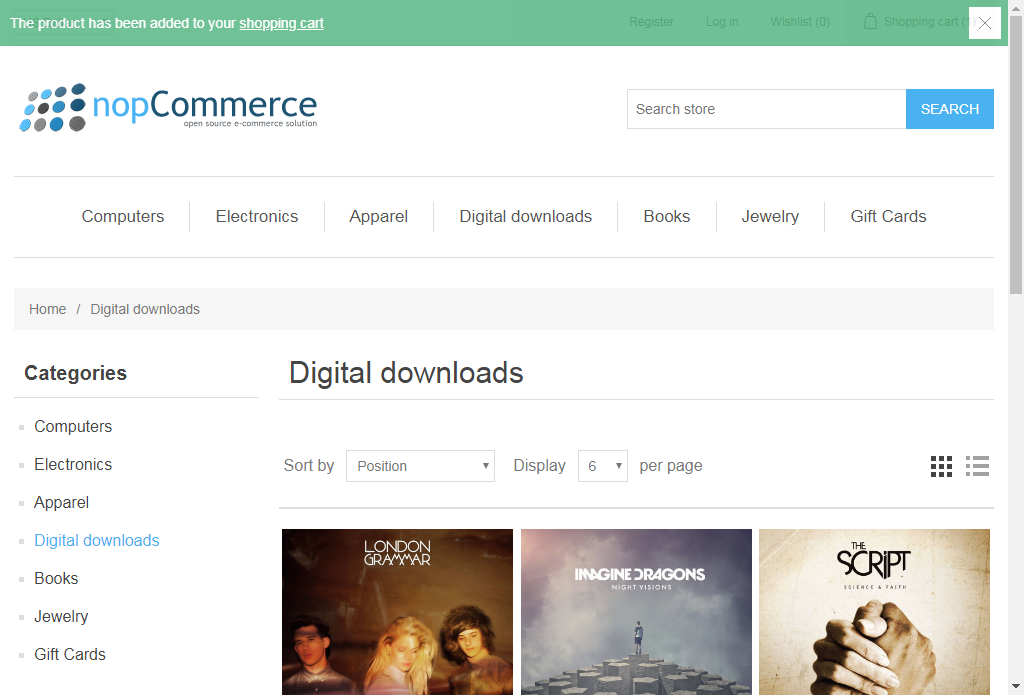 The product has been added to your shopping cart
Register Log in Wishlist (0) Shopping cart (1)
nopCommerce
open source e-commerce solution
Search store
SEARCH
Computers Electronics Apparel Digital downloads Books Jewelry Gift Cards
Home / Digital downloads
Categories
Computers
Electronics
Apparel
Digital downloads
Books
Jewelry
Gift Cards
Digital downloads
Sort by Position Display 6 per page
LONDON
GRAMMAR
IMAGINE DRAGONS
NIGHT VISIONS
THE
SCRIPT
SCIENCE & FAITH